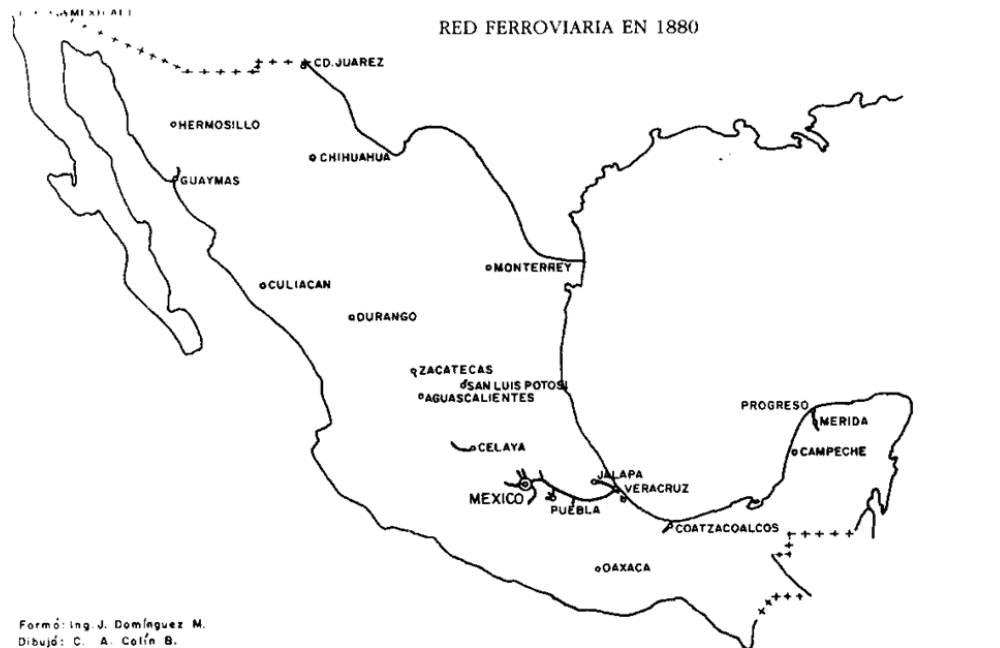 RED FERROVIARIA EN 1880
MEXICALI
CD. JUAREZ
HERMOSILLO
CHIHUAHUA
GUAYMAS
MONTERREY
CULIACAN
DURANGO
ZACATECAS
SAN LUIS POTOSI
AGUASCALIENTES
PROGRESO
MERIDA
CELAYA
CAMPECHE
JALAPA
VERACRUZ
MEXICO
PUEBLA
COATZACOALCOS
OAXACA
Formó: Ing. J. Domínguez M.
Dibujó: C. A. Colín B.